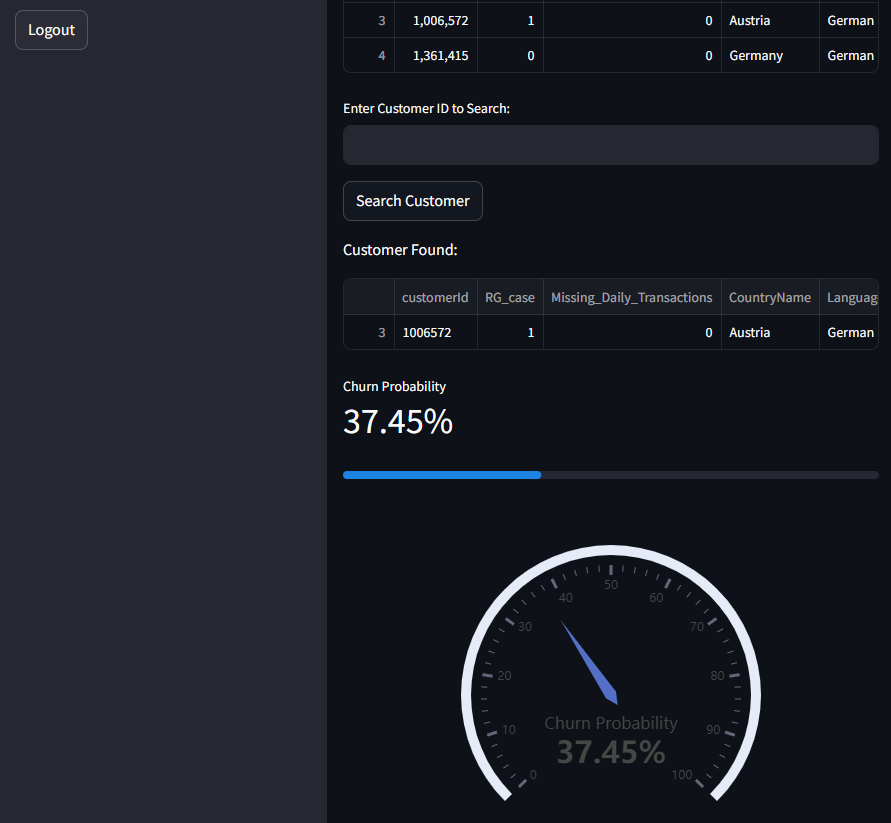 Logout
3 1,006,572 1 0 Austria German
4 1,361,415 0 0 Germany German
Enter Customer ID to Search:
Search Customer
Customer Found:
customerId RG_case Missing_Daily_Transactions CountryName Languag
3 1006572 1 0 Austria German
Churn Probability
37.45%
50
40 60
30 70
20 80
10 90
Churn Probability
37.45%
0 100